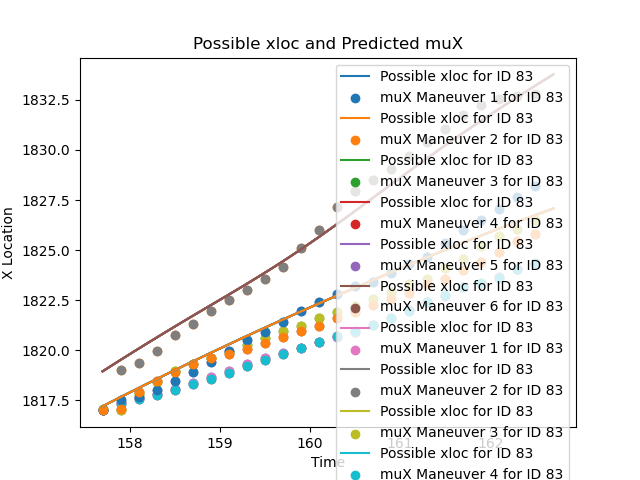 Possible xloc and Predicted muX
X Location
1832.5
1830.0
1827.5
1825.0
1822.5
1820.0
1817.5
158
159
160
161
162
Time
Possible xloc for ID 83
muX Maneuver 1 for ID 83
Possible xloc for ID 83
muX Maneuver 2 for ID 83
Possible xloc for ID 83
muX Maneuver 3 for ID 83
Possible xloc for ID 83
muX Maneuver 4 for ID 83
Possible xloc for ID 83
muX Maneuver 5 for ID 83
Possible xloc for ID 83
muX Maneuver 6 for ID 83
Possible xloc for ID 83
muX Maneuver 1 for ID 83
Possible xloc for ID 83
muX Maneuver 2 for ID 83
Possible xloc for ID 83
muX Maneuver 3 for ID 83
Possible xloc for ID 83
muX Maneuver 4 for ID 83